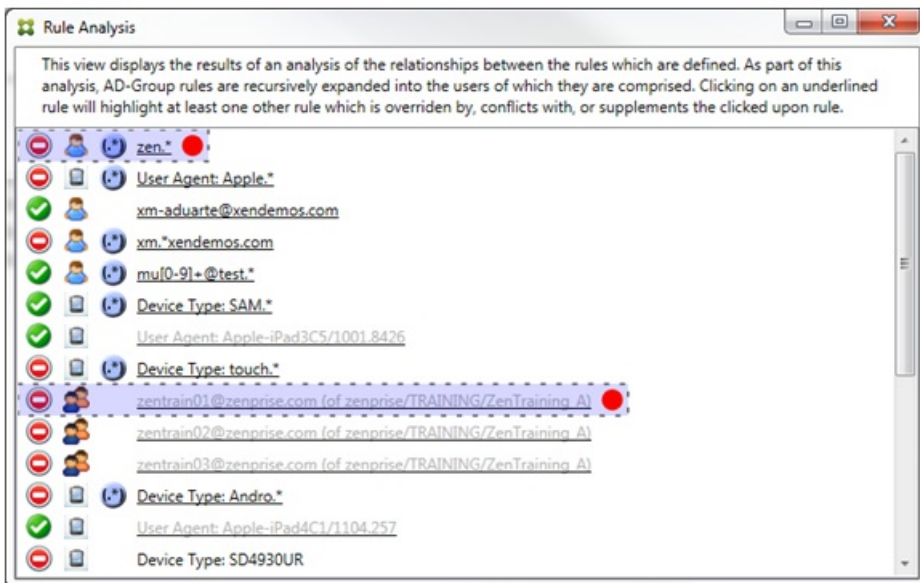 Rule Analysis
This view displays the results of an analysis of the relationships between the rules which are defined. As part of this
analysis, AD-Group rules are recursively expanded into the users of which they are comprised. Clicking on an underlined
rule will highlight at least one other rule which is overriden by, conflicts with, or supplements the clicked upon rule.
(.*) zen.*
(.*) User Agent: Apple.*
xm-aduarte@xendemos.com
(.*) xm.*xendemos.com
(.*) mu[0-9]+@test.*
(.*) Device Type: SAM.*
User Agent: Apple-iPad3C5/1001.8426
(.*) Device Type: touch.*
zentrain01@zenprise.com (of zenprise/TRAINING/ZenTraining_A)
zentrain02@zenprise.com (of zenprise/TRAINING/ZenTraining_A)
zentrain03@zenprise.com (of zenprise/TRAINING/ZenTraining_A)
(.*) Device Type: Andro.*
User Agent: Apple-iPad4C1/1104.257
Device Type: SD4930UR